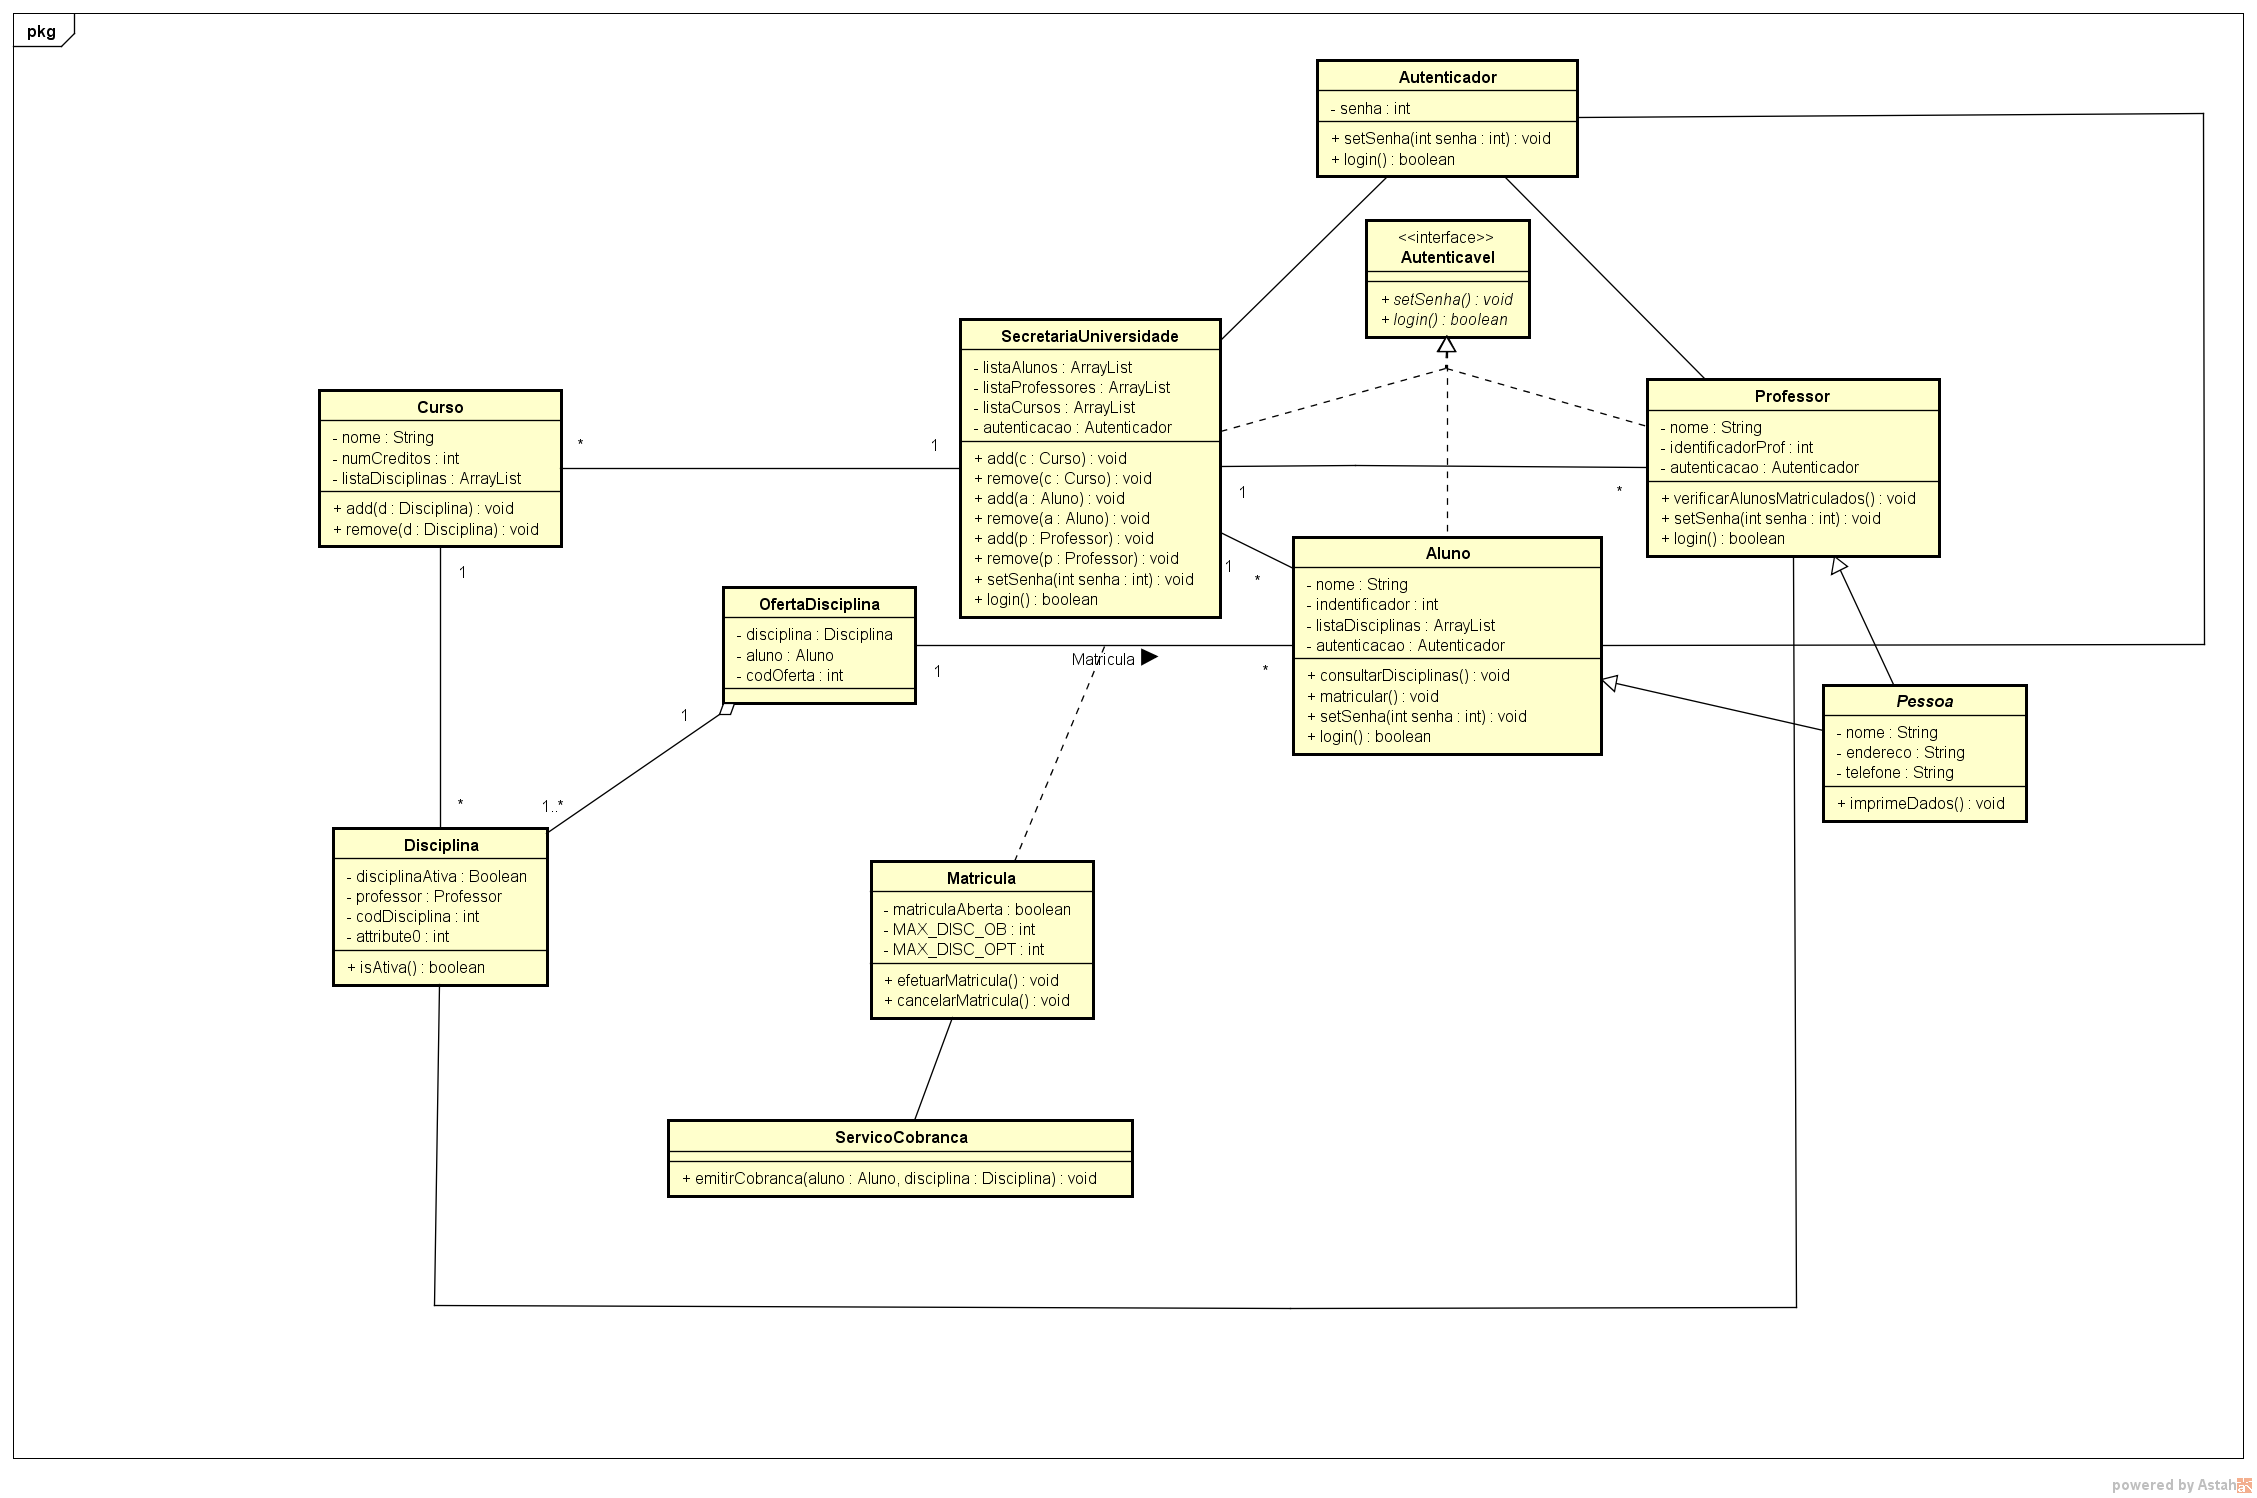 pkg
Autenticador
- senha : int
+ setSenha(int senha : int) : void
+ login() : boolean
<<interface>>
Autenticavel
+ setSenha() : void
+ login() : boolean
SecretariaUniversidade
- listaAlunos : ArrayList
- listaProfessores : ArrayList
- listaCursos : ArrayList
- autenticacao : Autenticador
+ add(c : Curso) : void
+ remove(c : Curso) : void
+ add(a : Aluno) : void
+ remove(a : Aluno) : void
+ add(p : Professor) : void
+ remove(p : Professor) : void
+ setSenha(int senha : int) : void
+ login() : boolean
Professor
- nome : String
- identificadorProf : int
- autenticacao : Autenticador
+ verificarAlunosMatriculados() : void
+ setSenha(int senha : int) : void
+ login() : boolean
Curso
- nome : String
- numCreditos : int
- listaDisciplinas : ArrayList
+ add(d : Disciplina) : void
+ remove(d : Disciplina) : void
*
1
1
*
1
*
1
*
Aluno
- nome : String
- indentificador : int
- listaDisciplinas : ArrayList
- autenticacao : Autenticador
+ consultarDisciplinas() : void
+ matricular() : void
+ setSenha(int senha : int) : void
+ login() : boolean
OfertaDisciplina
- disciplina : Disciplina
- aluno : Aluno
- codOferta : int
Matricula ▶
1
*
1
1..*
Pessoa
- nome : String
- endereco : String
- telefone : String
+ imprimeDados() : void
Disciplina
- disciplinaAtiva : Boolean
- professor : Professor
- codDisciplina : int
- attribute0 : int
+ isAtiva() : boolean
Matricula
- matriculaAberta : boolean
- MAX_DISC_OB : int
- MAX_DISC_OPT : int
+ efetuarMatricula() : void
+ cancelarMatricula() : void
ServicoCobranca
+ emitirCobranca(aluno : Aluno, disciplina : Disciplina) : void
powered by Astah